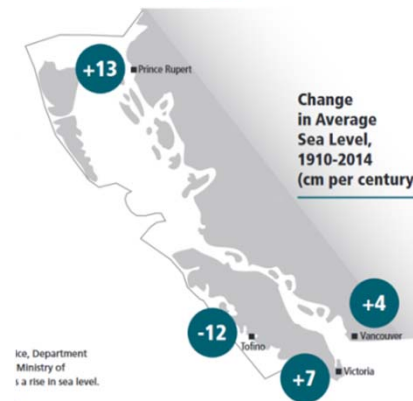 +13
Prince Rupert
Change
in Average
Sea Level,
1910-2014
(cm per century
+4
-12
Vancouver
Tofino
ice, Department
Ministry of
a rise in sea level.
+7
Victoria